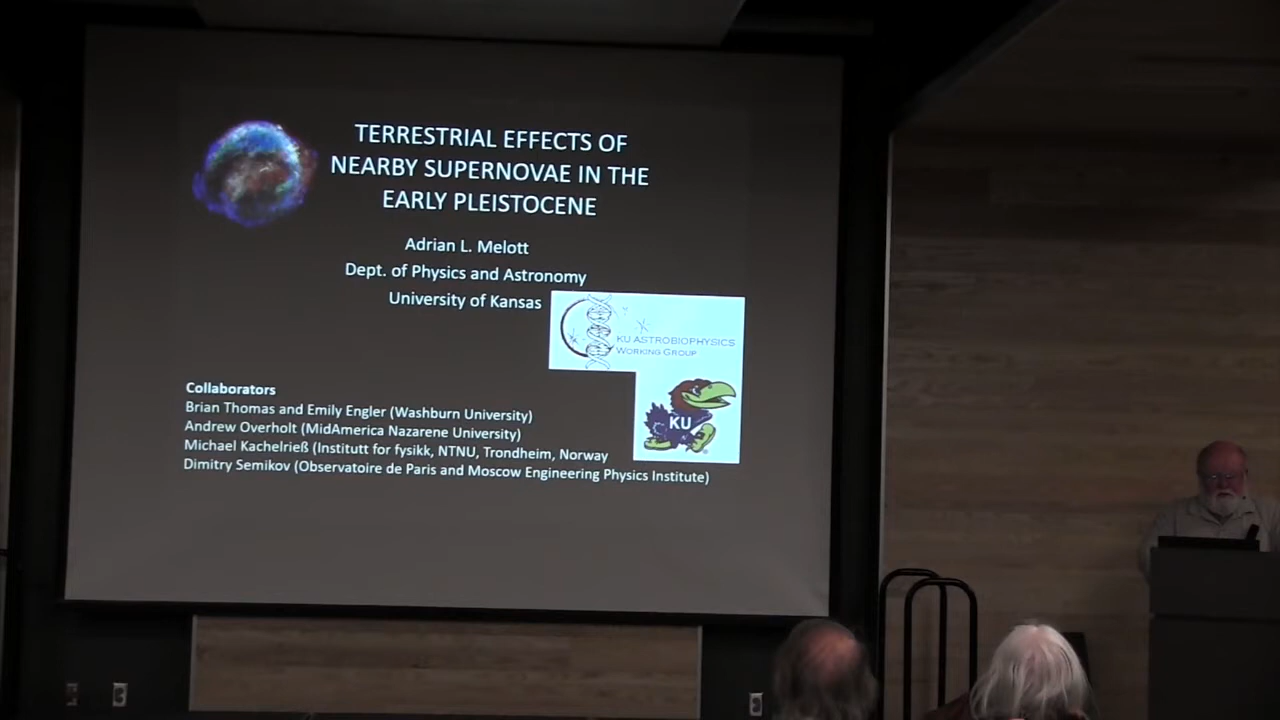 TERRESTRIAL EFFECTS OF
NEARBY SUPERNOVAE IN THE
EARLY PLEISTOCENE
Adrian L. Melott
Dept. of Physics and Astronomy
University of Kansas
KU ASTROBIOPHYSICS
WORKING GROUP
KU
Collaborators
Brian Thomas and Emily Engler (Washburn University)
Andrew Overholt (MidAmerica Nazarene University)
Michael Kachelrieß (Institutt for fysikk, NTNU, Trondheim, Norway
Dimitry Semikov (Observatoire de Paris and Moscow Engineering Physics Institute)